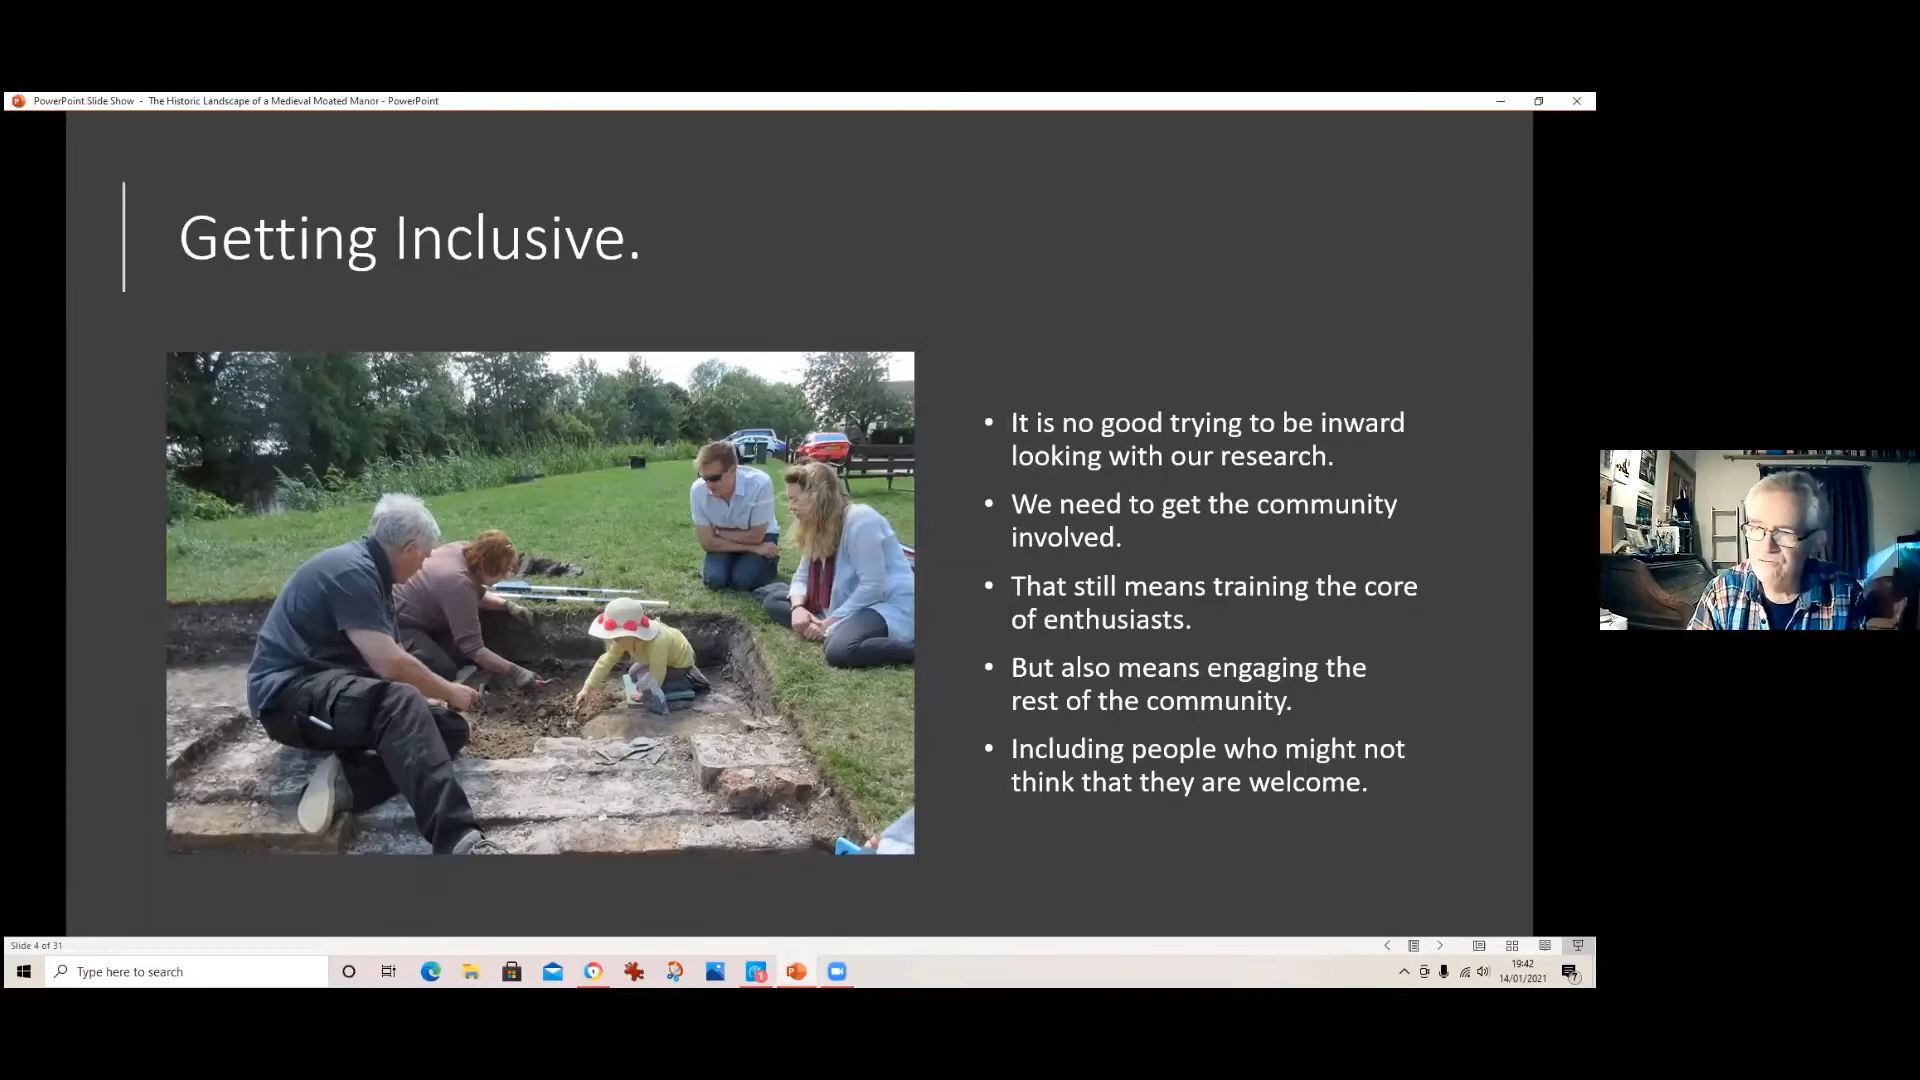 PowerPoint Slide Show - The Historic Landscape of a Medieval Moated Manor - PowerPoint
Getting Inclusive.
• It is no good trying to be inward
looking with our research.
• We need to get the community
involved.
• That still means training the core
of enthusiasts.
• But also means engaging the
rest of the community.
• Including people who might not
think that they are welcome.
Slide 4 of 31
Type here to search
1
19:42
14/01/2021
7